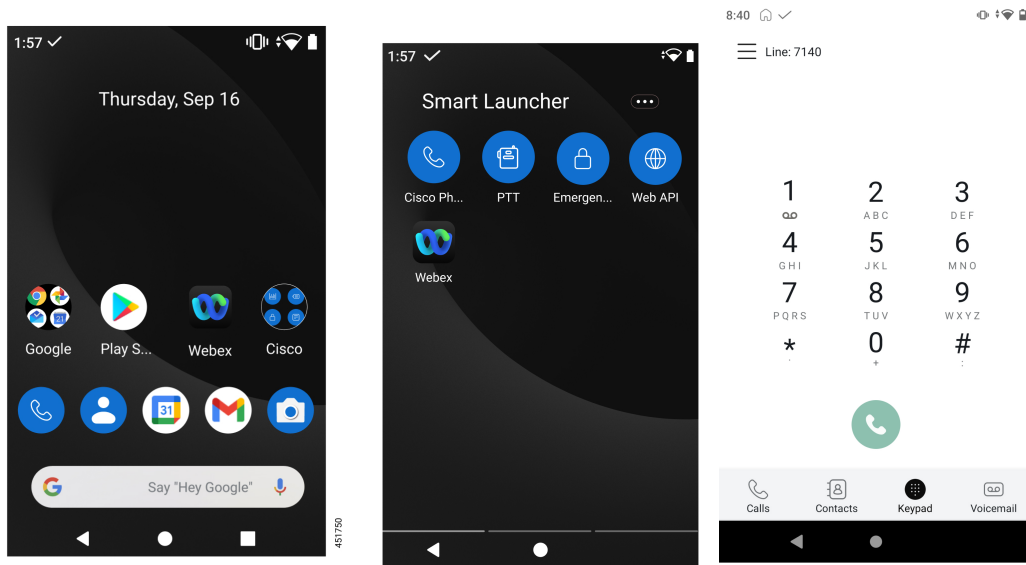 1:57
Thursday, Sep 16
31
Google
Play S...
Webex
Cisco
31
Say "Hey Google"
451750
1:57
Smart Launcher
Cisco Ph...
PTT
Emergen...
Web API
Webex
8:40
Line: 7140
1
2
3
ABC
DEF
4
5
6
GHI
JKL
MNO
7
8
9
PQRS
TUV
WXYZ
*
0
#
+
Calls
Contacts
Keypad
Voicemail